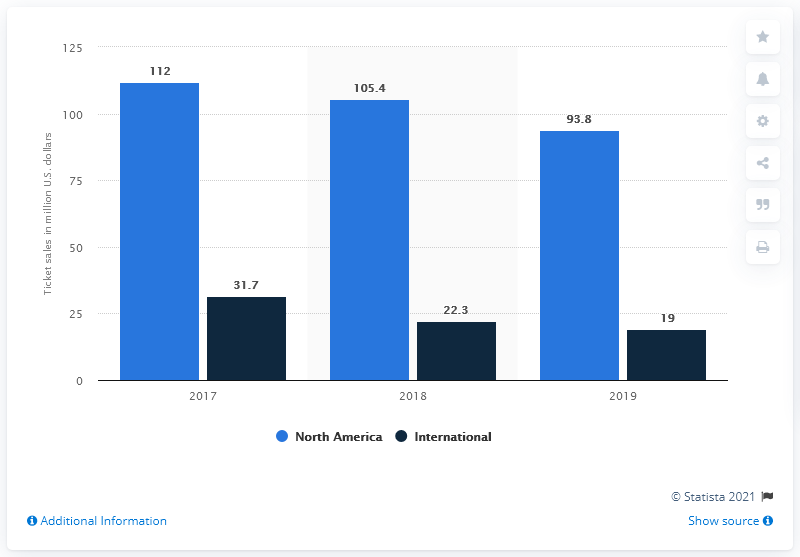 125
100
75
50
25
0
Ticket sales in million U.S. dollars
112
31.7
105.4
22.3
93.8
19
2017
2018
2019
North America
International
© Statista 2021
Additional Information
Show source